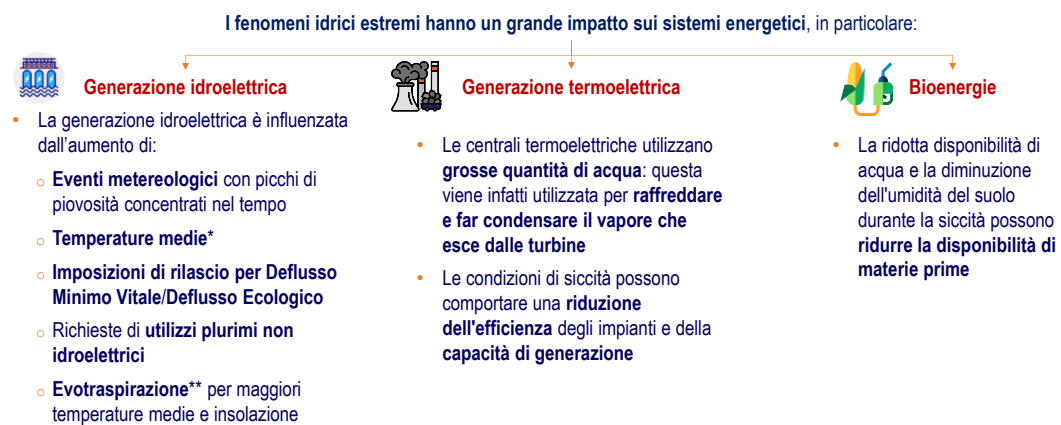 I fenomeni idrici estremi hanno un grande impatto sui sistemi energetici, in particolare:
Generazione idroelettrica
• La generazione idroelettrica è influenzata
dall'aumento di:
o Eventi metereologici con picchi di
piovosità concentrati nel tempo
o Temperature medie*
o Imposizioni di rilascio per Deflusso
Minimo Vitale/Deflusso Ecologico
o Richieste di utilizzi plurimi non
idroelettrici
o Evotraspirazione** per maggiori
temperature medie e insolazione
Generazione termoelettrica
• Le centrali termoelettriche utilizzano
grosse quantità di acqua: questa
viene infatti utilizzata per raffreddare
e far condensare il vapore che
esce dalle turbine
• Le condizioni di siccità possono
comportare una riduzione
dell'efficienza degli impianti e della
capacità di generazione
Bioenergie
• La ridotta disponibilità di
acqua e la diminuzione
dell'umidità del suolo
durante la siccità possono
ridurre la disponibilità di
materie prime